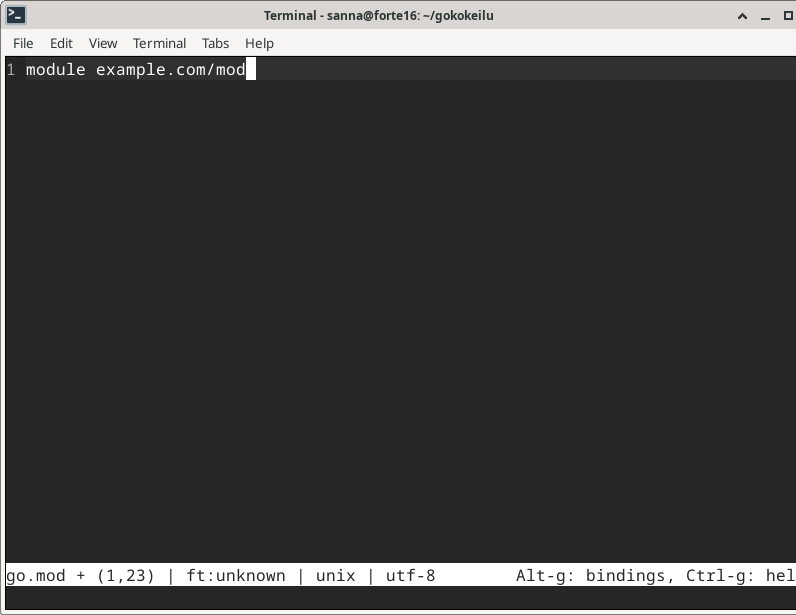 Terminal - sanna@forte16: ~/gokokeilu
File Edit View Terminal Tabs Help
1 module example.com/mod
go.mod + (1,23) | ft:unknown | unix | utf-8 Alt-g: bindings, Ctrl-g: hel